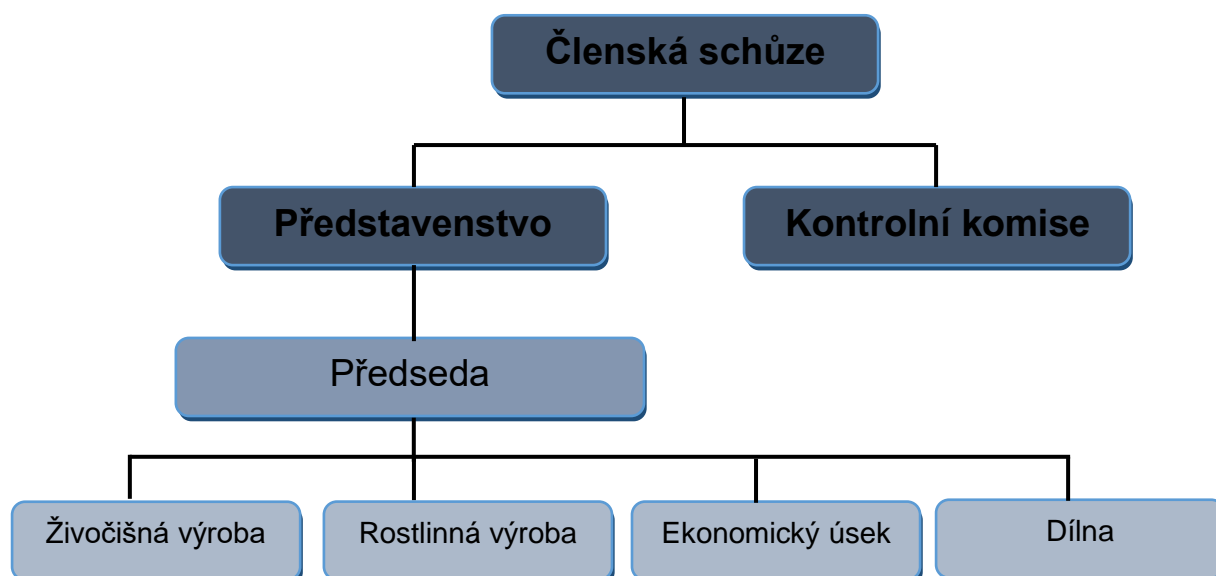 Členská schůze
Představenstvo
Kontrolní komise
Předseda
Živočišná výroba
Rostlinná výroba
Ekonomický úsek
Dílna